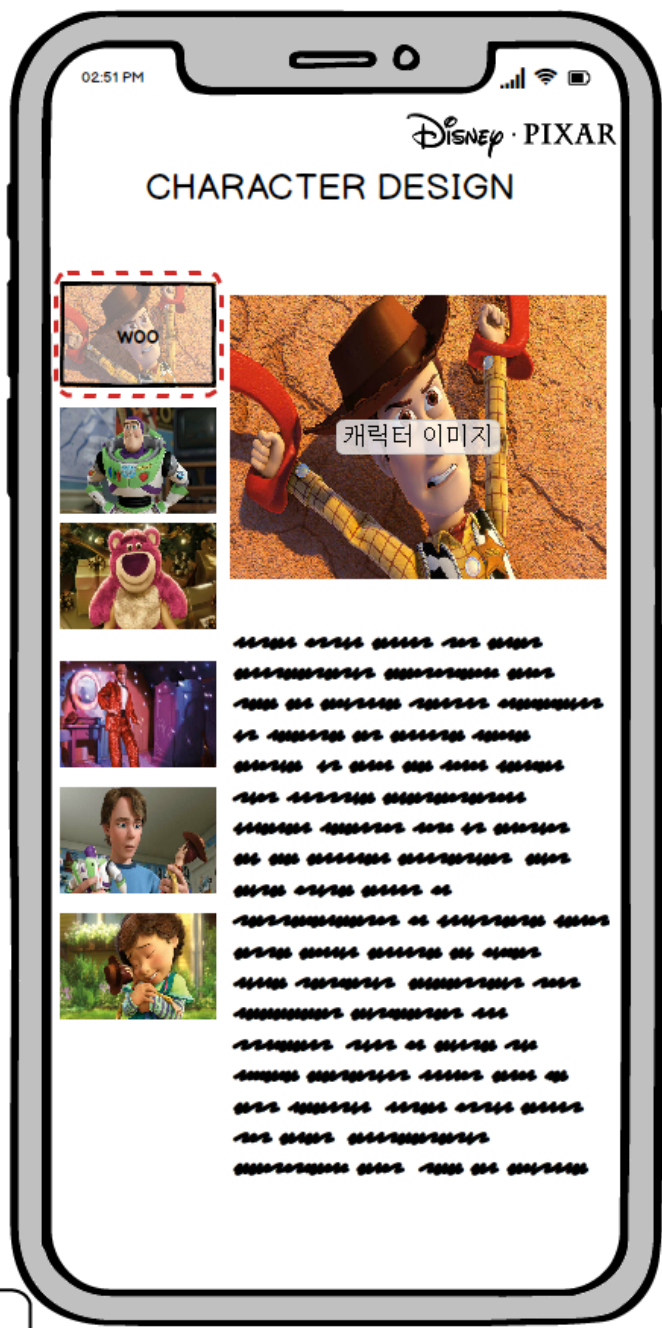 02:51 PM
Disney · PIXAR
CHARACTER DESIGN
WOO
캐릭터 이미지